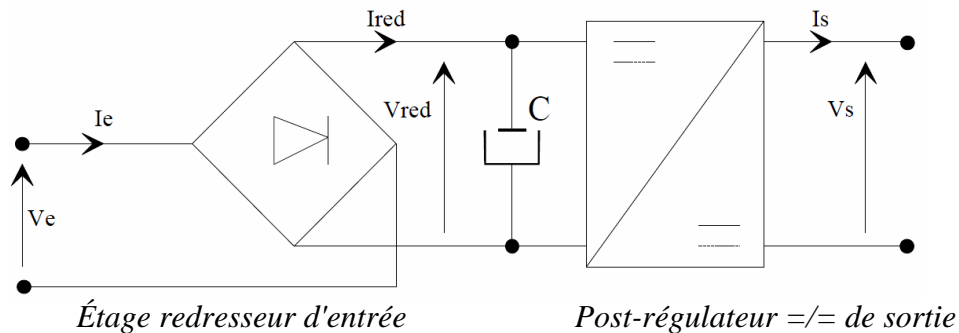 Ired
Is
Ie
Vred
C
Vs
Ve
Étage redresseur d'entrée
Post-régulateur =/= de sortie